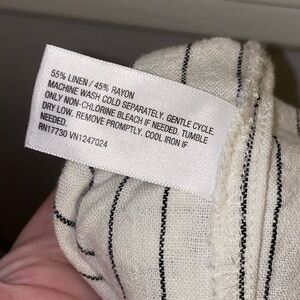 55% LINEN / 45% RAYON
MACHINE WASH COLD SEPARATELY. GENTLE CYCLE.
ONLY NON-CHLORINE BLEACH IF NEEDED. TUMBLE
DRY LOW. REMOVE PROMPTLY. COOL IRON IF
NEEDED.
RN17730 VN1247024